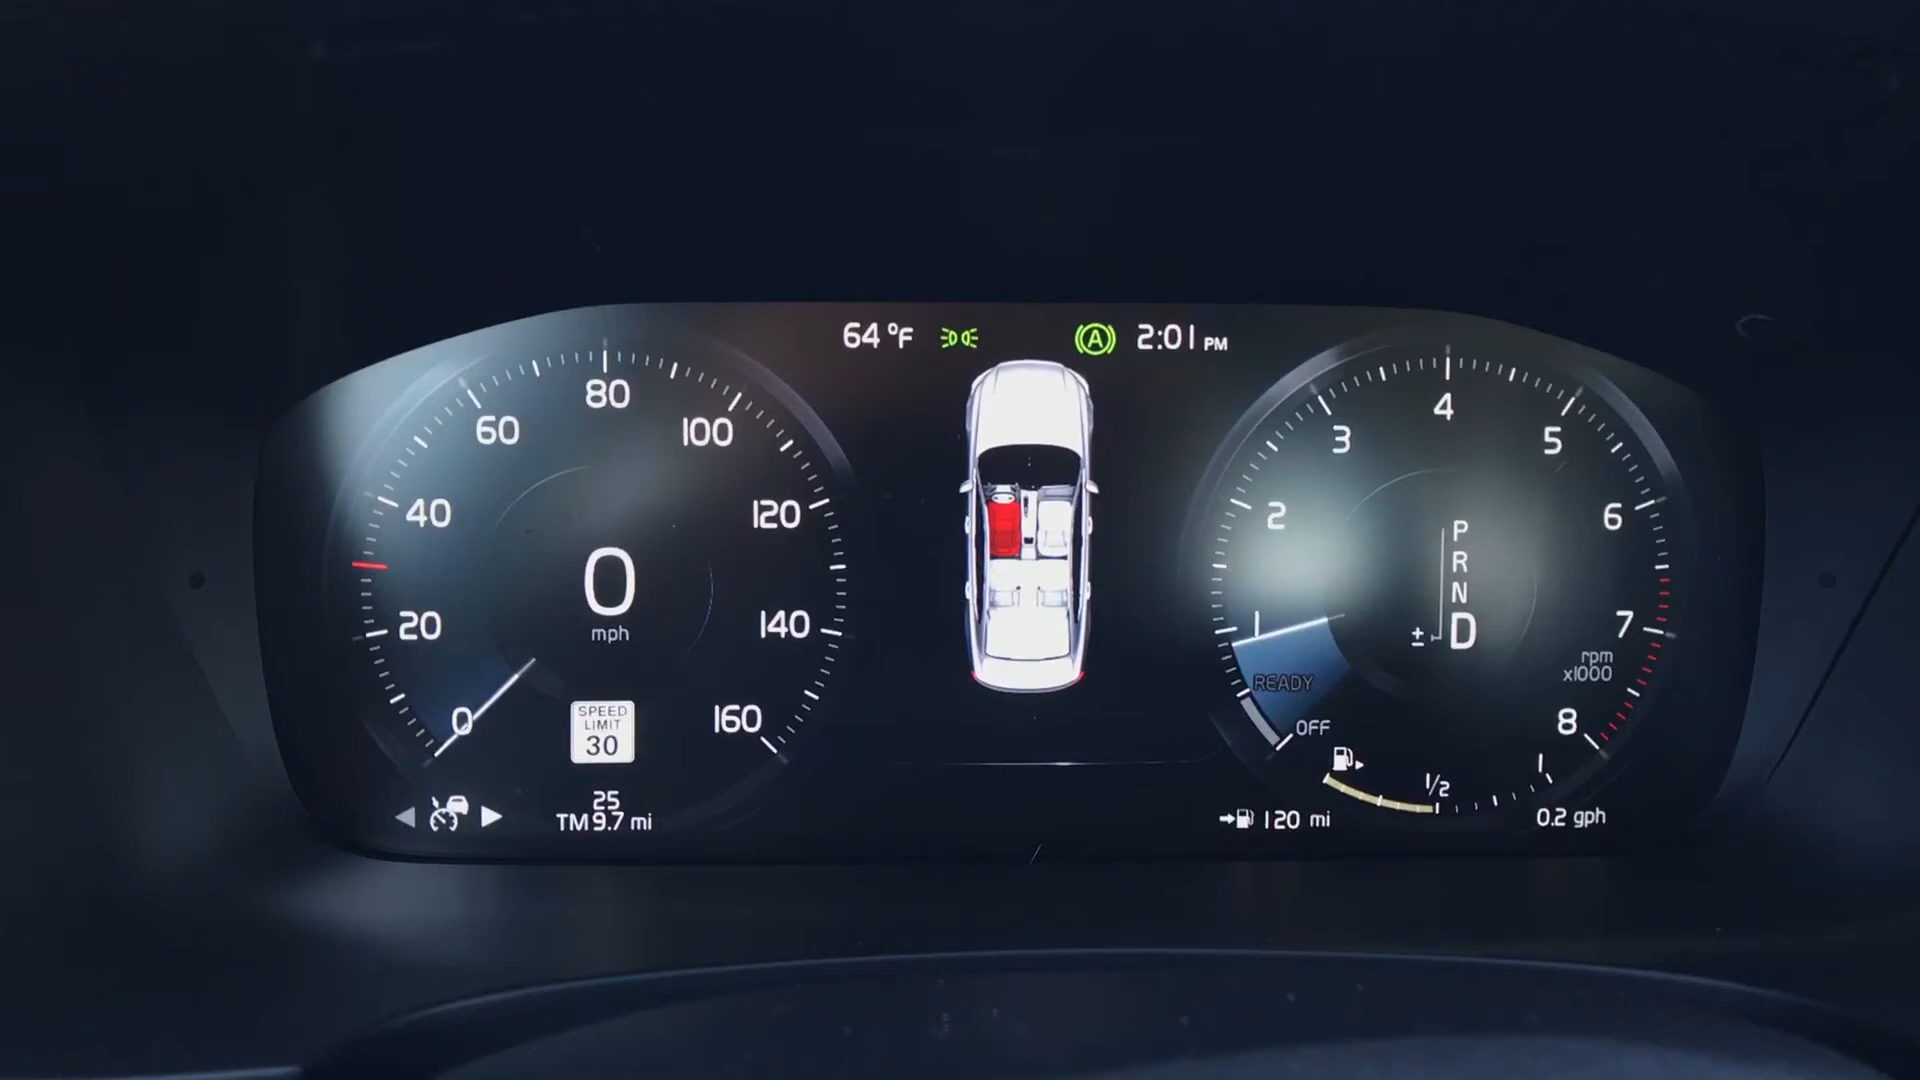 64 °F
A
2:01 PM
0
20
40
60
80
100
120
140
160
0
mph
SPEED
LIMIT
30
25
TM 9.7 mi
OFF
READY
1
2
3
4
5
6
7
8
rpm
x1000
P
R
N
± D
1/2
1
120 mi
0.2 gph